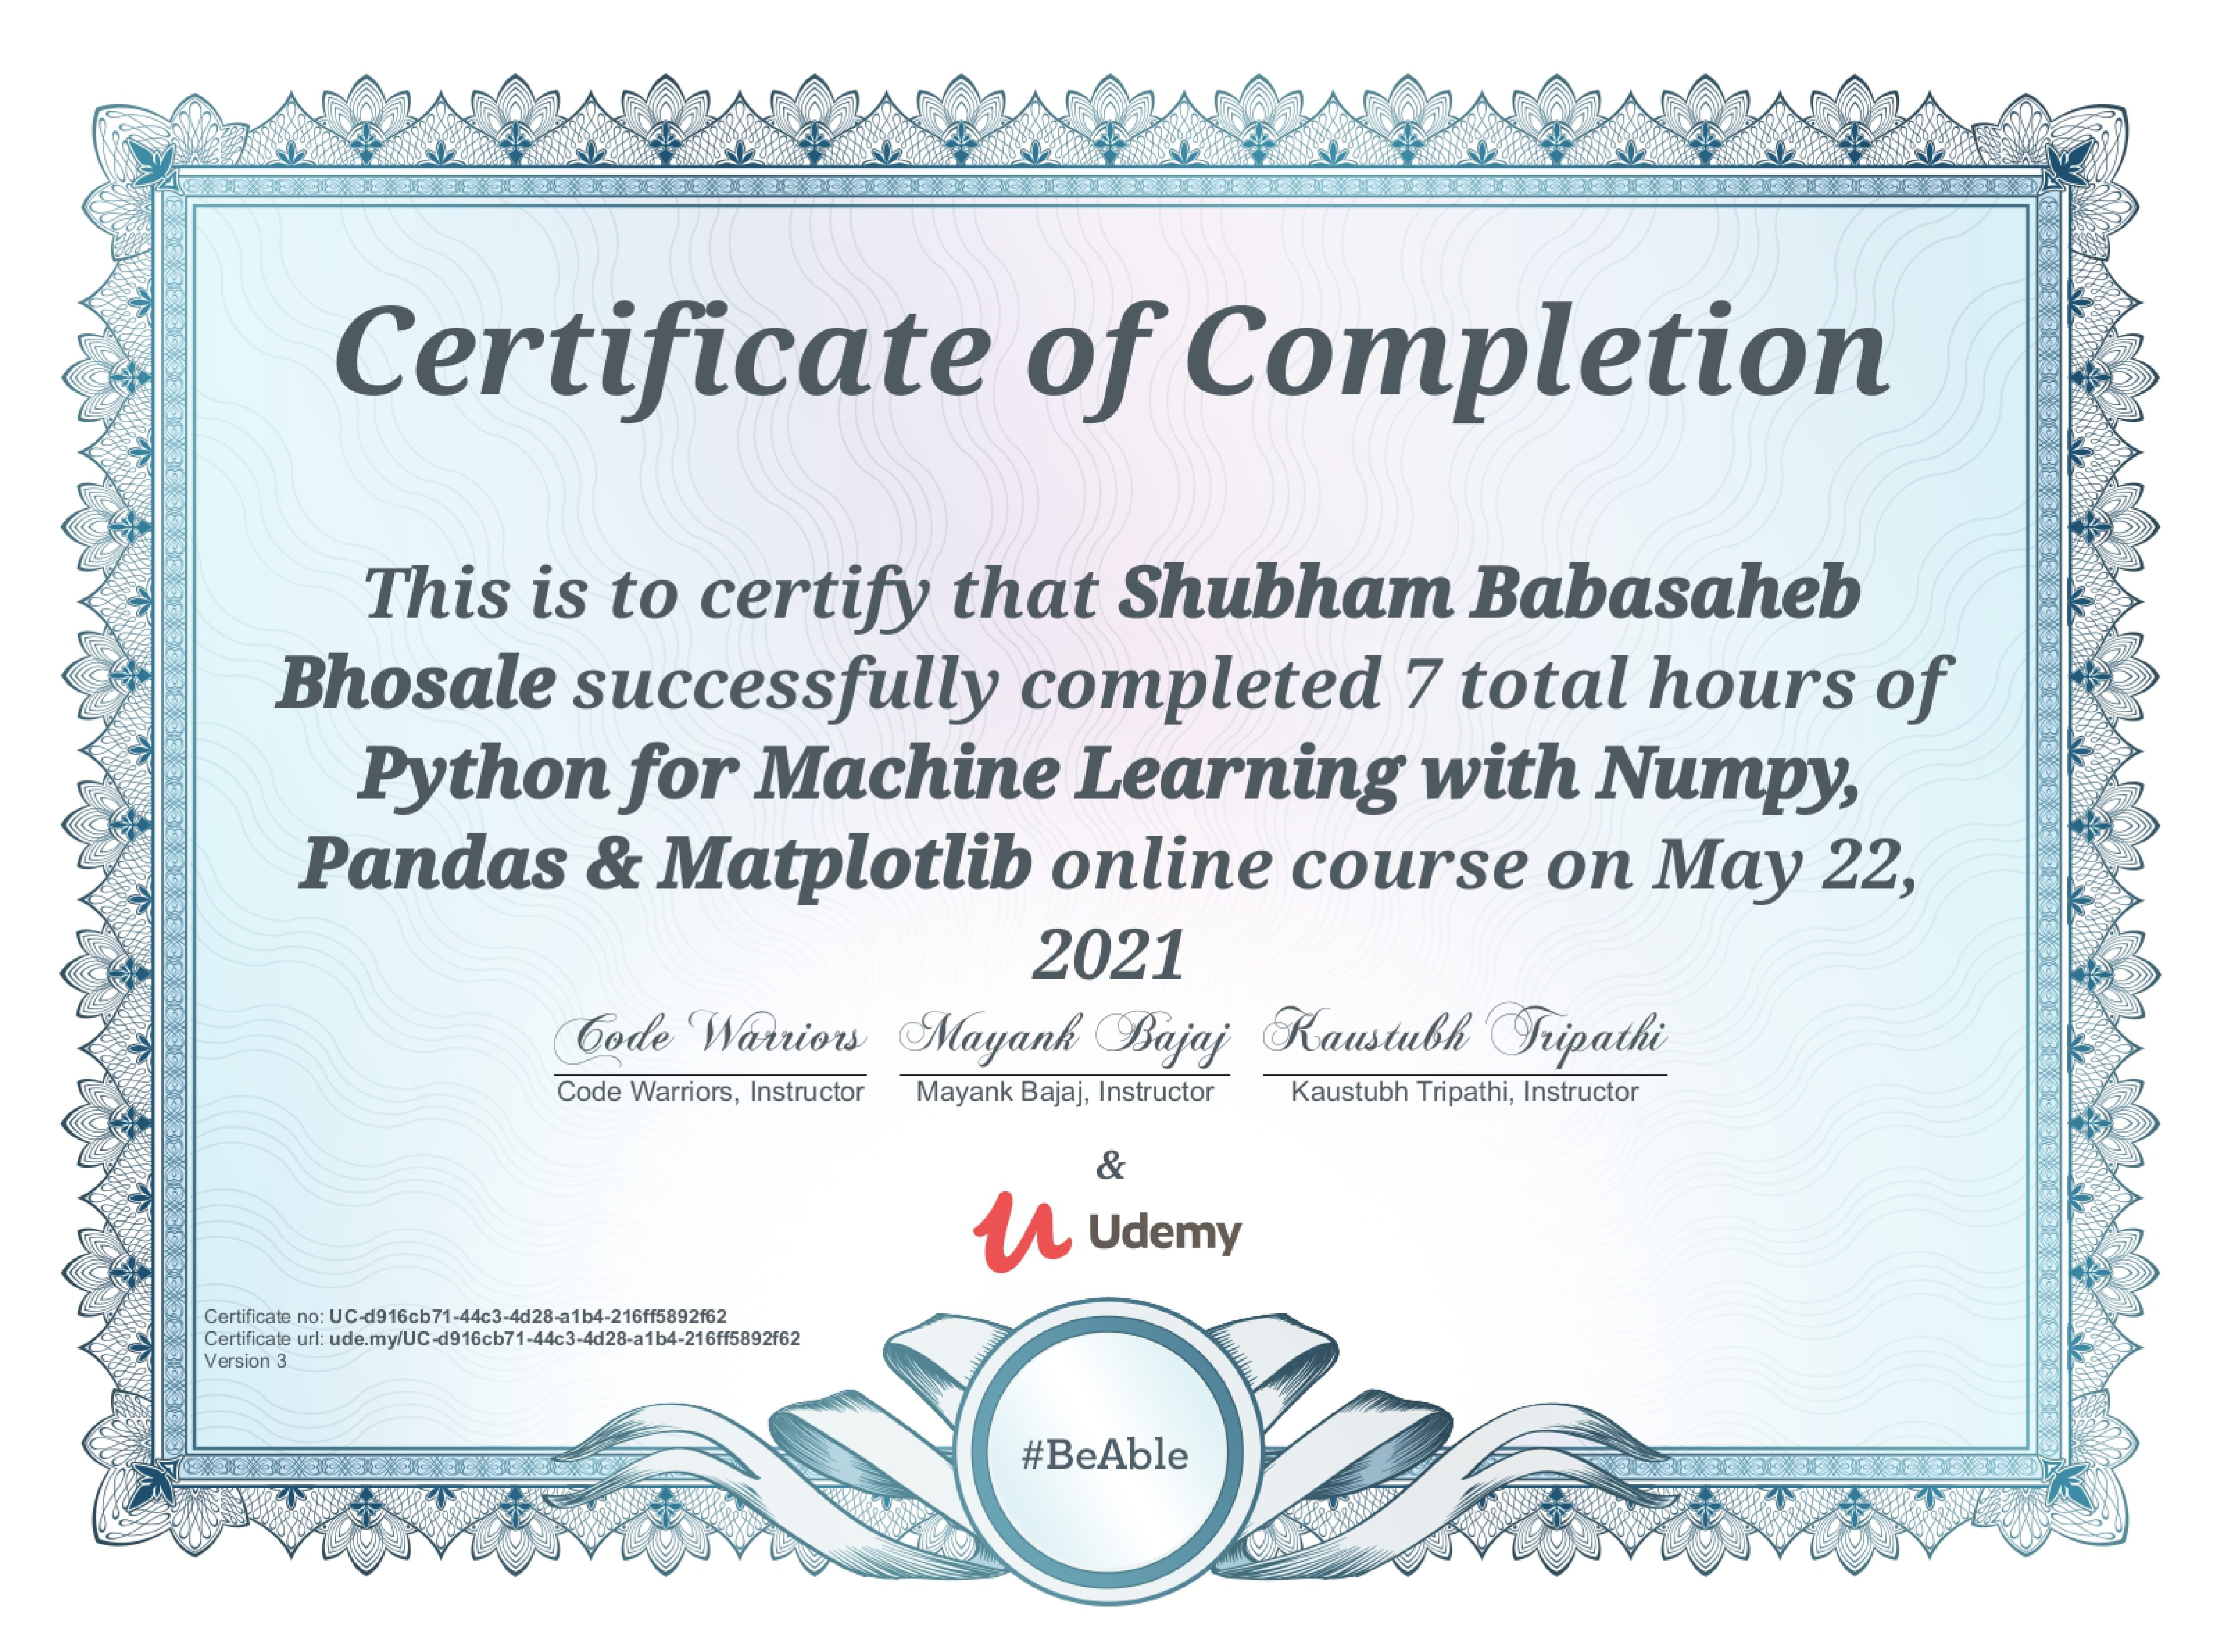 Certificate of Completion
This is to certify that Shubham Babasaheb
Bhosale successfully completed 7 total hours of
Python for Machine Learning with Numpy,
Pandas & Matplotlib online course on May 22,
2021
Code Warriors Mayank Bajaj Kaustubh Tripathi
Code Warriors, Instructor Mayank Bajaj, Instructor Kaustubh Tripathi, Instructor
&
Udemy
Certificate no: UC-d916cb71-44c3-4d28-a1b4-216ff5892f62
Certificate url: ude.my/UC-d916cb71-44c3-4d28-a1b4-216ff5892f62
Version 3
#BeAble